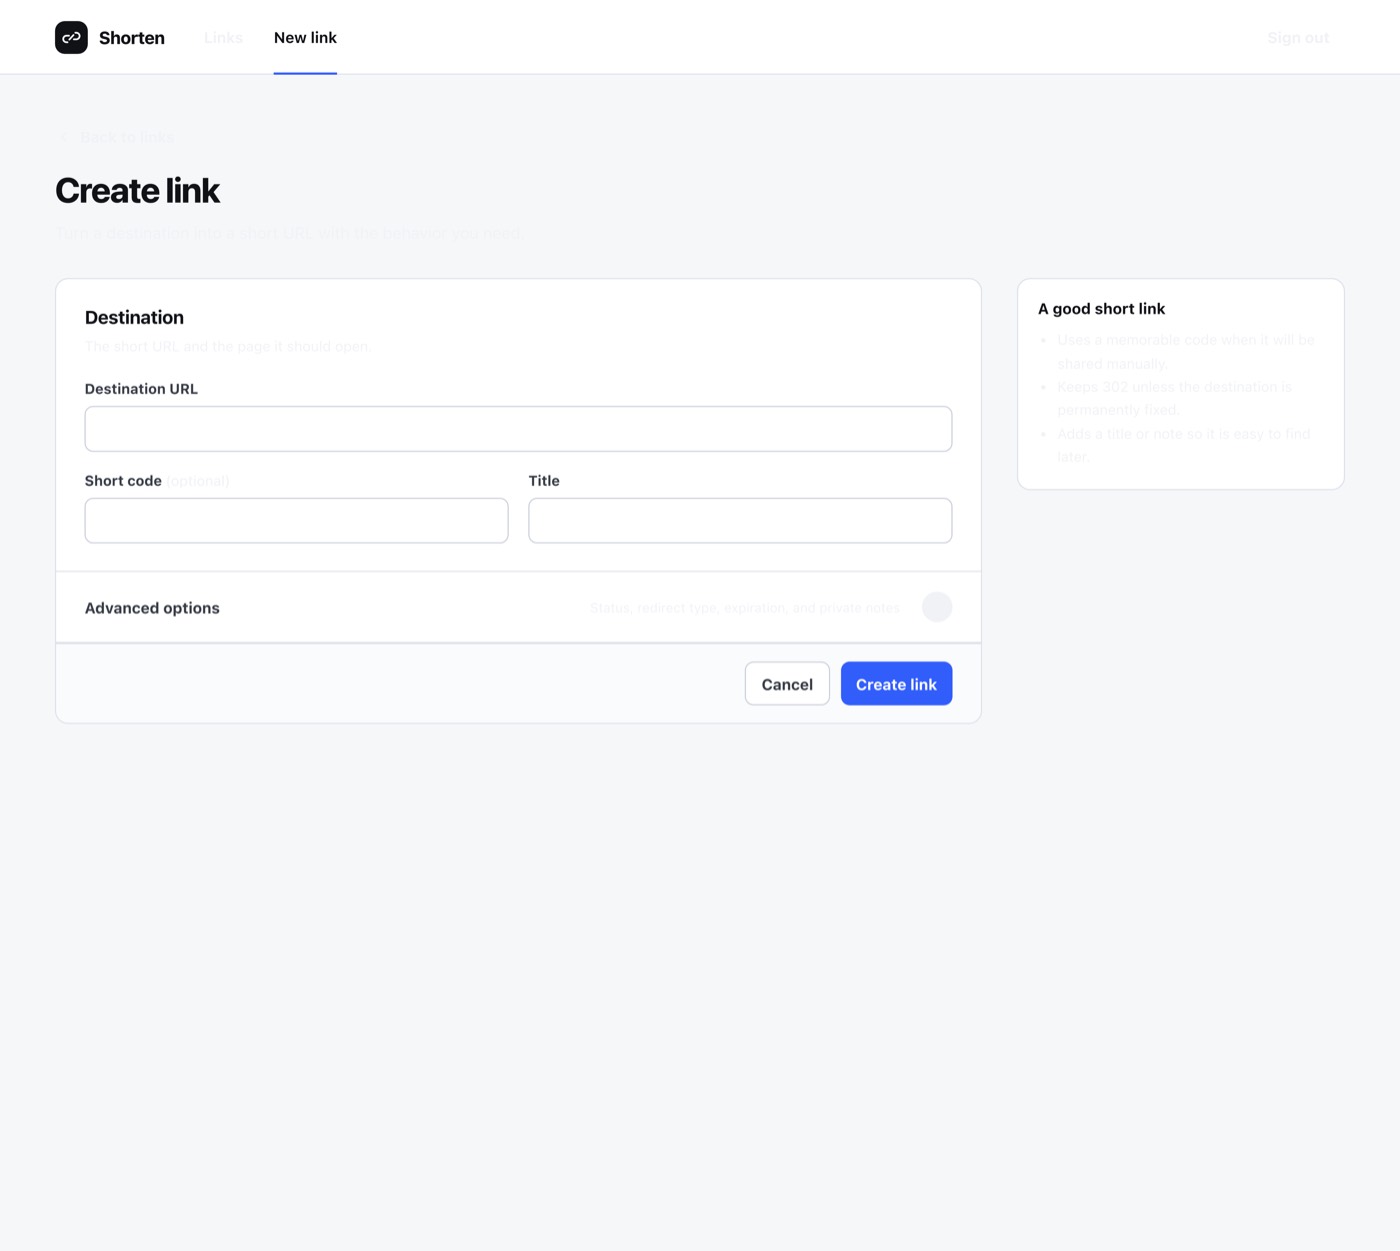 Shorten
Links
New link
Sign out
Back to links
Create link
Turn a destination into a short URL with the behavior you need.
Destination
The short URL and the page it should open.
Destination URL
Short code (optional)
Title
Advanced options
Status, redirect type, expiration, and private notes
Cancel
Create link
A good short link
• Uses a memorable code when it will be
shared manually.
• Keeps 302 unless the destination is
permanently fixed.
• Adds a title or note so it is easy to find
later.